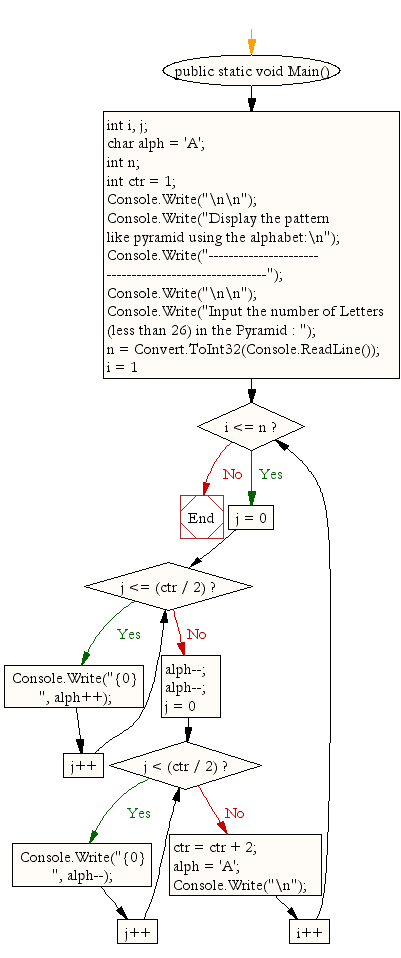 public static void Main()
int i, j;
char alph = 'A';
int n;
int ctr = 1;
Console.Write("\n\n");
Console.Write("Display the pattern
like pyramid using the alphabet:\n");
Console.Write("----------------------
--------------------------------");
Console.Write("\n\n");
Console.Write("Input the number of Letters
(less than 26) in the Pyramid : ");
n = Convert.ToInt32(Console.ReadLine());
i = 1
i <= n ?
No
Yes
End
j = 0
j <= (ctr / 2) ?
Yes
No
Console.Write("{0}
", alph++);
alph--;
alph--;
j = 0
j++
j < (ctr / 2) ?
Yes
No
Console.Write("{0}
", alph--);
ctr = ctr + 2;
alph = 'A';
Console.Write("\n");
j++
i++